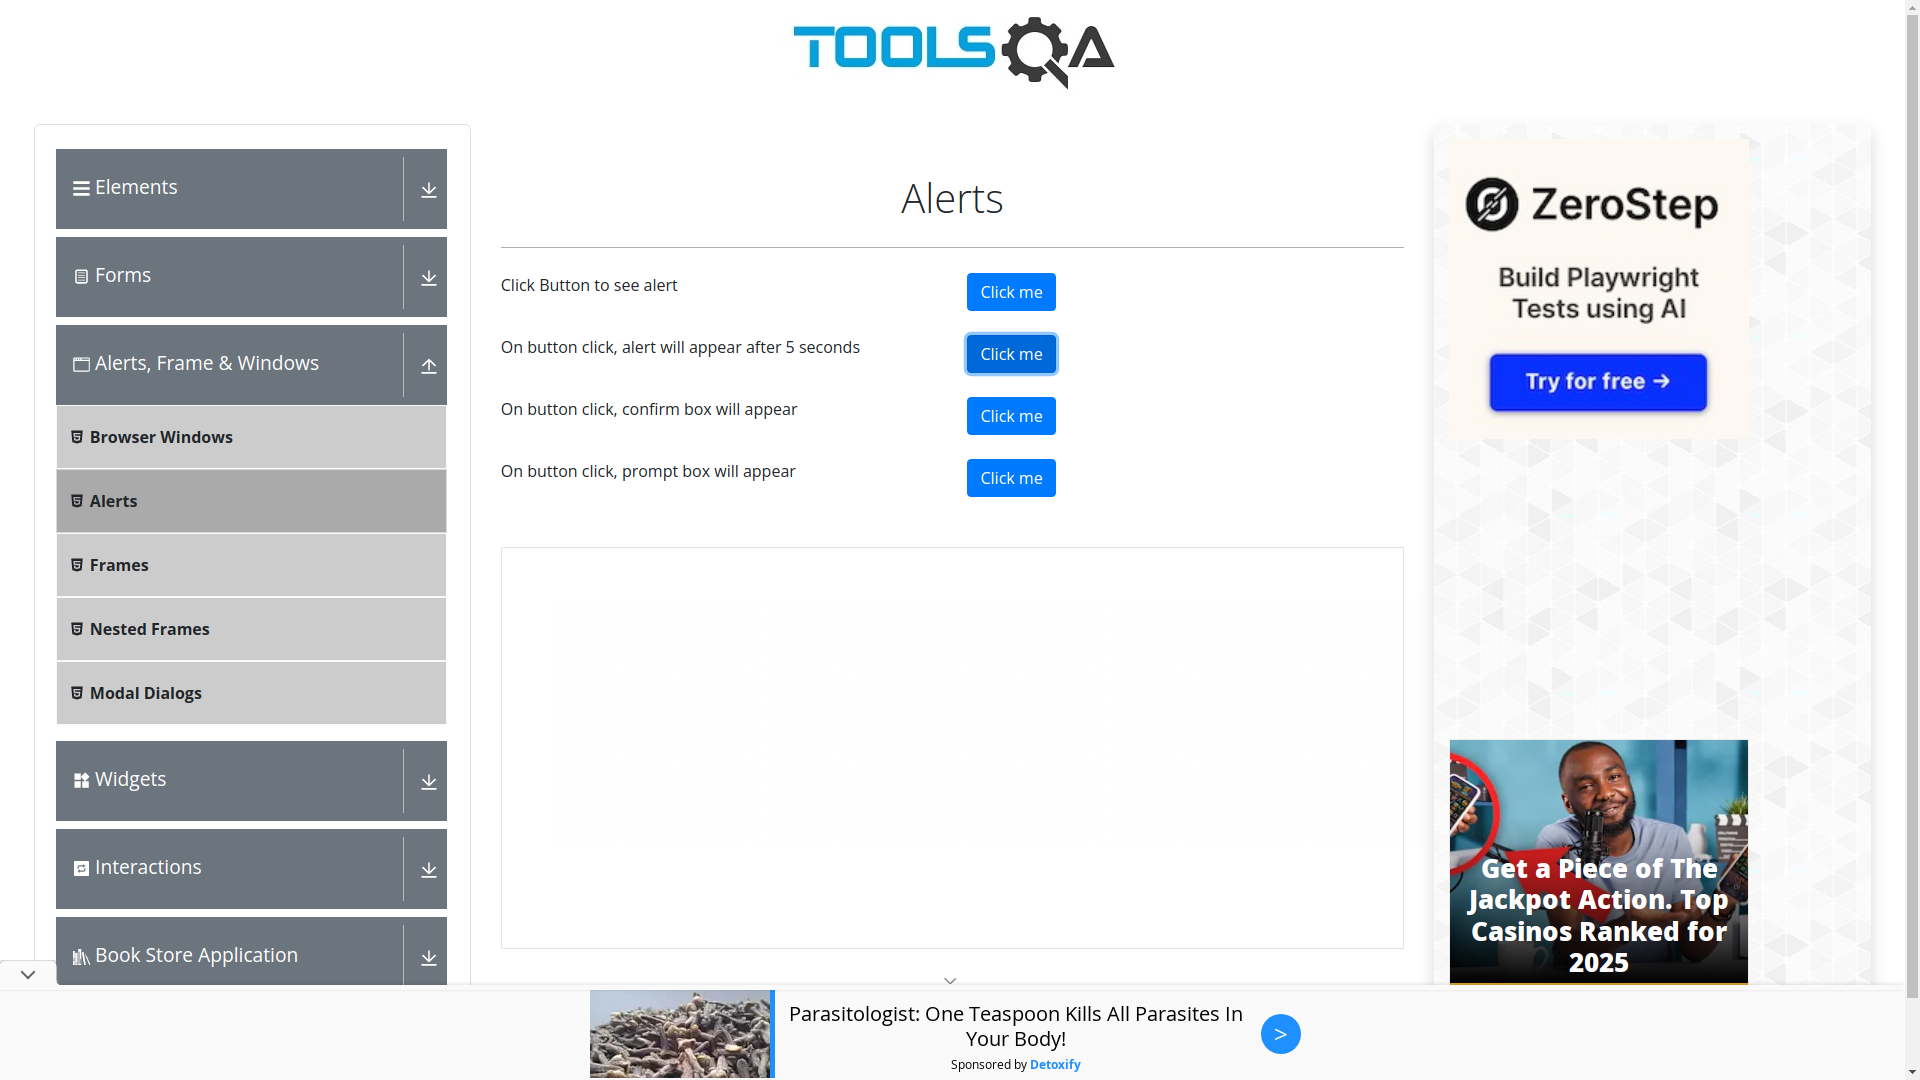 TOOLSQA
Elements
Forms
Alerts, Frame & Windows
Browser Windows
Alerts
Frames
Nested Frames
Modal Dialogs
Widgets
Interactions
Book Store Application
Alerts
Click Button to see alert
Click me
On button click, alert will appear after 5 seconds
Click me
On button click, confirm box will appear
Click me
On button click, prompt box will appear
Click me
ZeroStep
Build Playwright
Tests using AI
Try for free →
Get a Piece of The
Jackpot Action. Top
Casinos Ranked for
2025
Parasitologist: One Teaspoon Kills All Parasites In
Your Body!
Sponsored by Detoxify
>